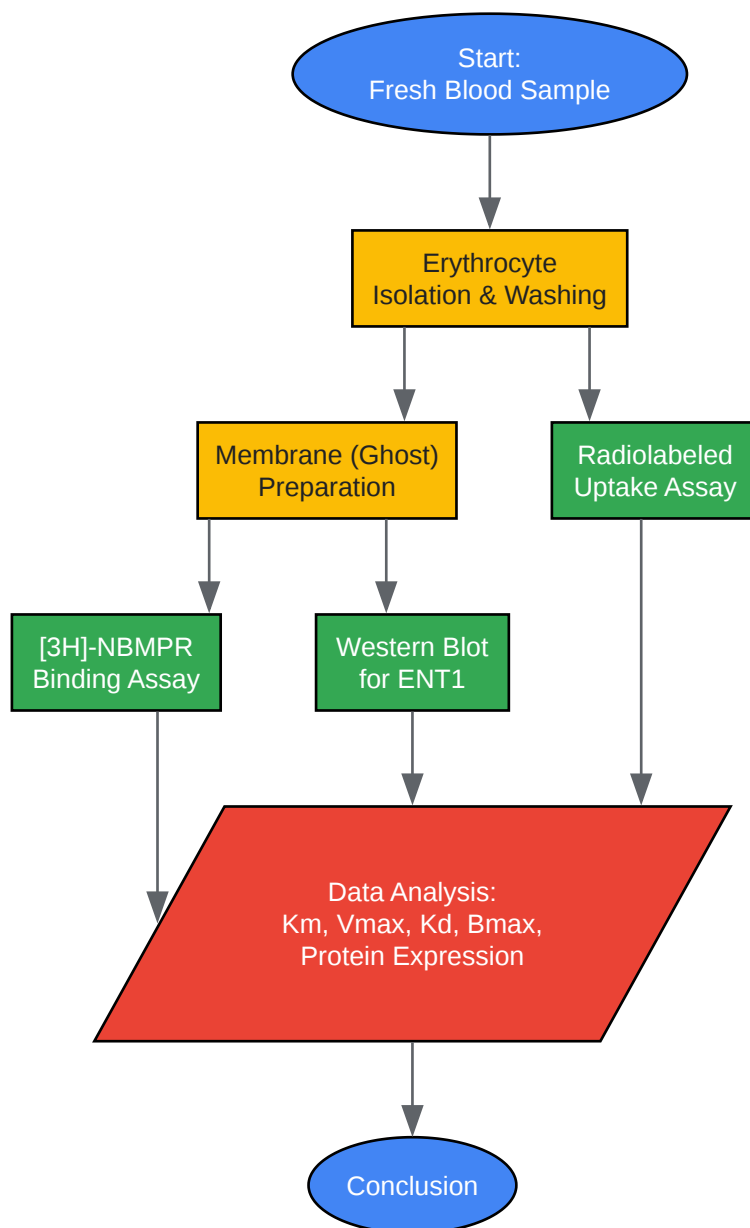 Start:
Fresh Blood Sample
Erythrocyte
Isolation & Washing
Membrane (Ghost)
Preparation
Radiolabeled
Uptake Assay
[3H]-NBMPR
Binding Assay
Western Blot
for ENT1
Data Analysis:
Km, Vmax, Kd, Bmax,
Protein Expression
Conclusion